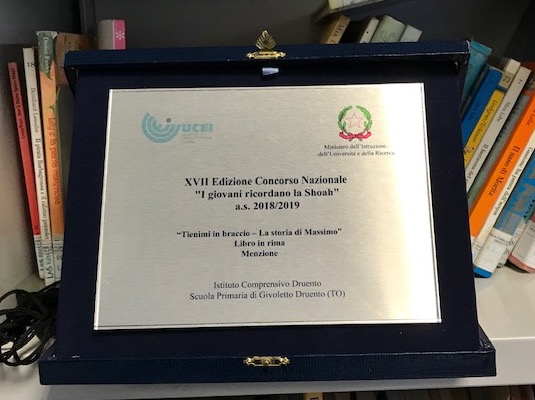 UCEI
Ministero dell'Istruzione,
dell'Università e della Ricerca
XVII Edizione Concorso Nazionale
"I giovani ricordano la Shoah"
a.s. 2018/2019
“Tienimi in braccio – La storia di Massimo”
Libro in rima
Menzione
Istituto Comprensivo Druento
Scuola Primaria di Givoletto Druento (TO)